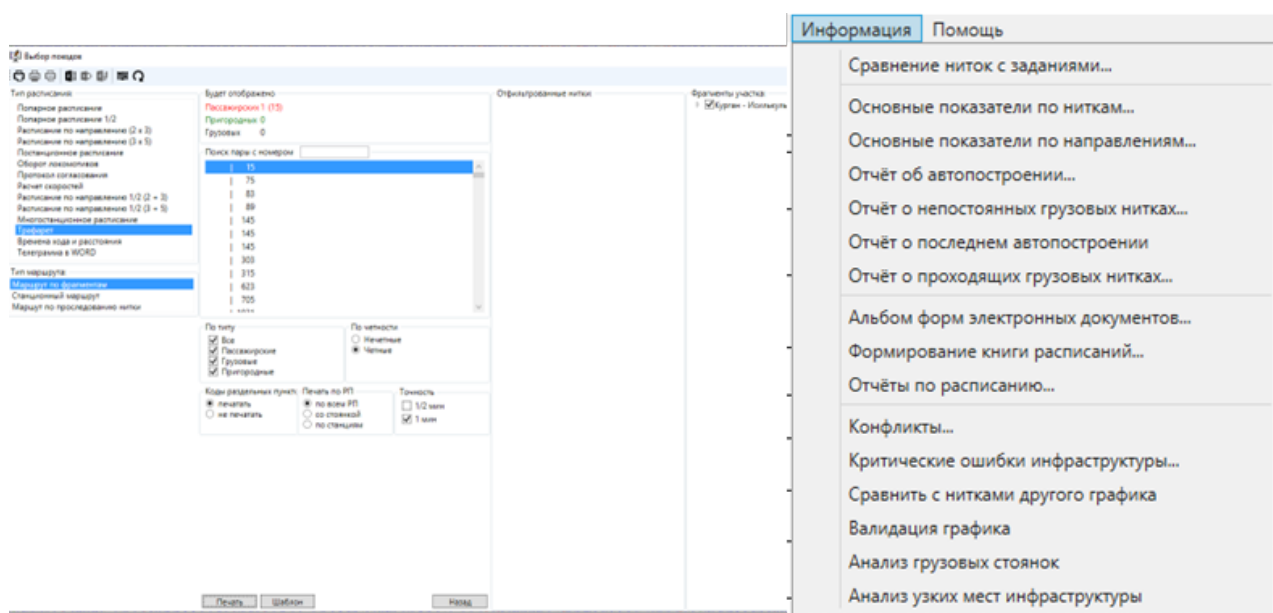 Выбор поездов
Тип расписания
Попарное расписание
Попарное расписание 1/2
Расписание по направлению (2 x 3)
Расписание по направлению (3 x 5)
Постанционное расписание
Оборот локомотивов
Протокол согласования
Расчет скоростей
Расписание по направлению 1/2 (2 + 3)
Расписание по направлению 1/2 (3 + 5)
Многостанционное расписание
Трафарет
Времена хода и расстояния
Телеграмма в WORD
Тип маршрута
Маршрут по фрагментам
Станционный маршрут
Маршут по проследованию нитки
Будет отображено
Пассажирских 1 (15)
Пригородных 0
Грузовых 0
Поиск пары с номером
| 15
| 75
| 83
| 89
| 145
| 145
| 145
| 303
| 315
| 623
| 705
По типу
Все
Пассажирские
Грузовые
Пригородные
По четности
Нечетные
Четные
Коды раздельных пункт
печатать
не печатать
Печать по РП
по всем РП
со стоянкой
по станциям
Точность
1/2 мин
1 мин
Печать
Шаблон
Назад
Отфильтрованные нитки
Фрагменты участка
Курган - Исилькуль
Информация Помощь
Сравнение ниток с заданиями...
Основные показатели по ниткам...
Основные показатели по направлениям...
Отчёт об автопостроении...
Отчёт о непостоянных грузовых нитках...
Отчёт о последнем автопостроении
Отчёт о проходящих грузовых нитках...
Альбом форм электронных документов...
Формирование книги расписаний...
Отчёты по расписанию...
Конфликты...
Критические ошибки инфраструктуры...
Сравнить с нитками другого графика
Валидация графика
Анализ грузовых стоянок
Анализ узких мест инфраструктуры